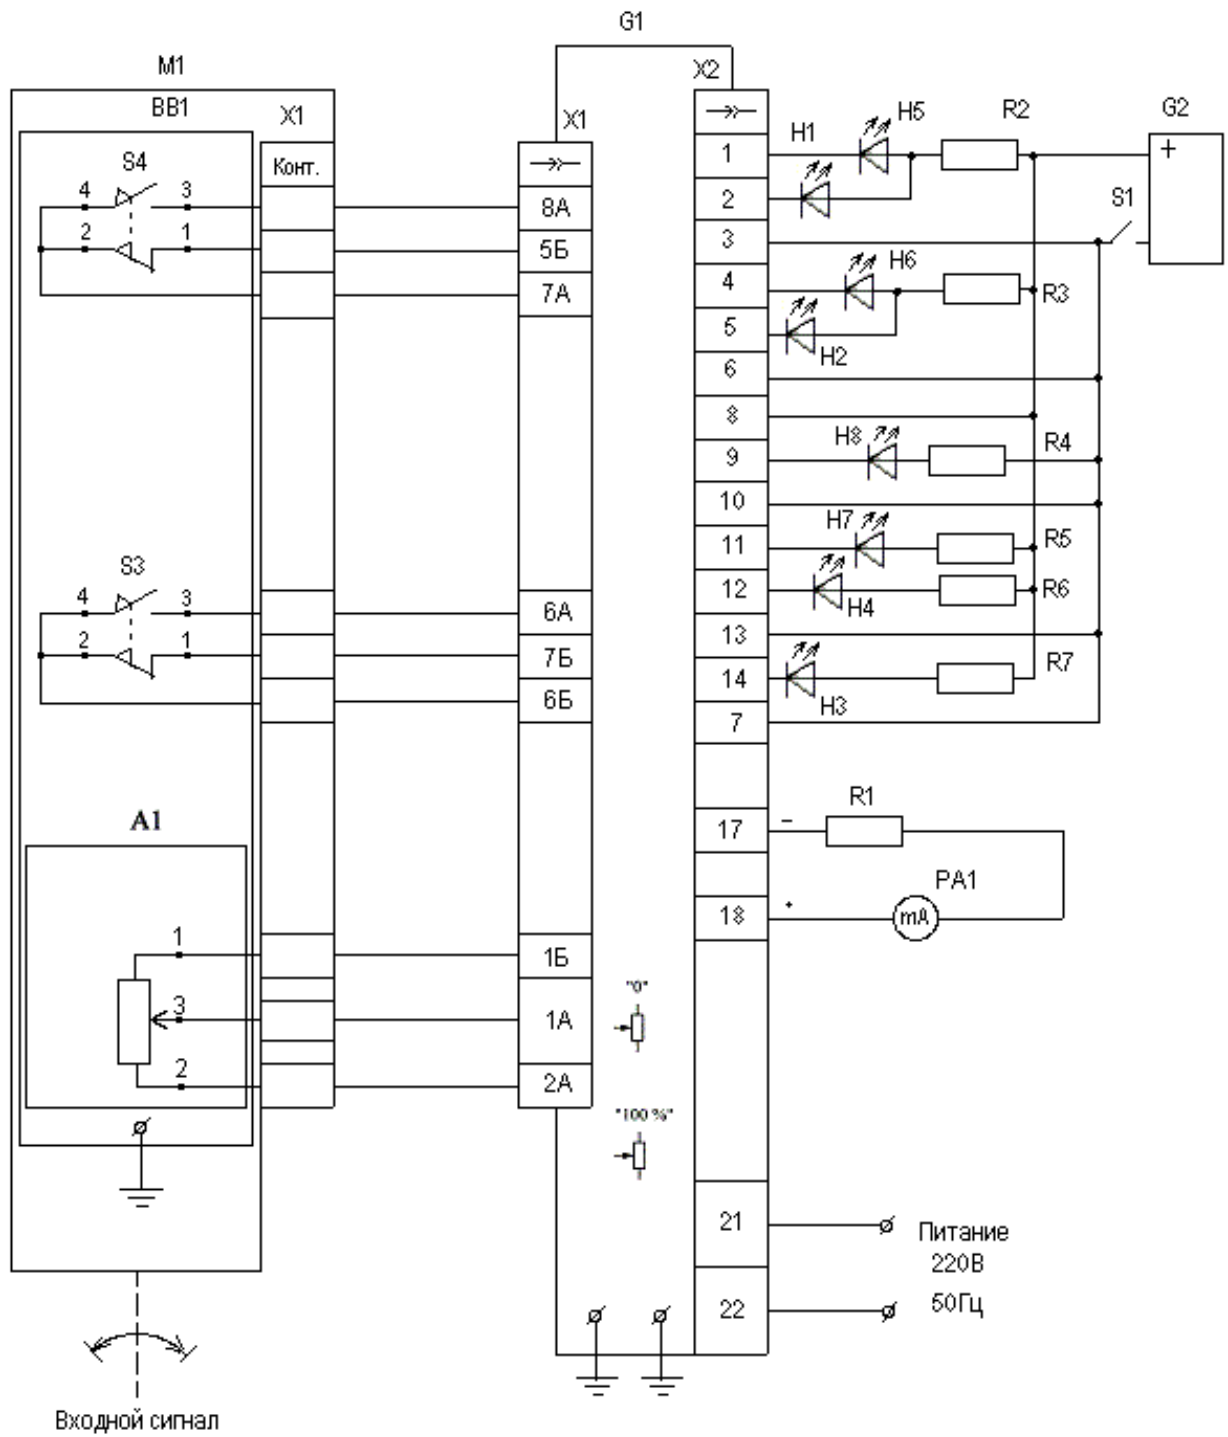 G1
M1
X2
BB1
X1
X1
H1
H5
R2
G2
S4
Конт.
1
+
4
3
8А
2
S1
2
1
5Б
3
7А
4
H6
R3
5
H2
6
8
H8
R4
9
10
H7
11
R5
S3
12
H4
R6
4
3
6А
13
2
1
7Б
14
R7
6Б
H3
7
A1
R1
17
−
PA1
18
+
mA
1
1Б
"0"
3
1А
2
2А
"100 %"
21
Питание
220В
22
50Гц
Входной сигнал